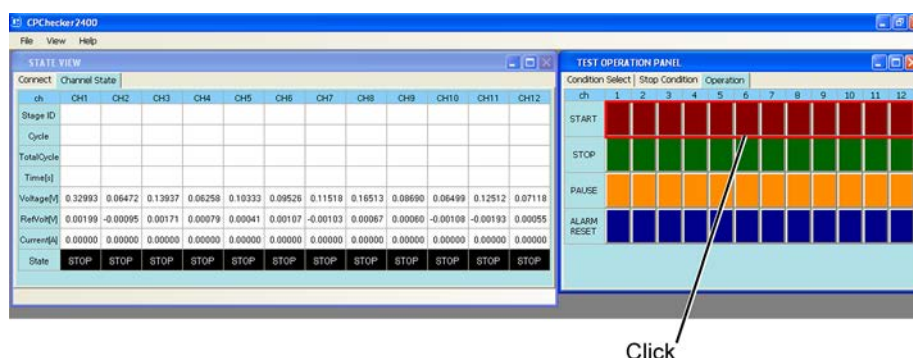 CPChecker2400
File View Help
STATE VIEW
Connect Channel State
ch CH1 CH2 CH3 CH4 CH5 CH6 CH7 CH8 CH9 CH10 CH11 CH12
Stage ID
Cycle
TotalCycle
Time[s]
Voltage[V] 0.32993 0.06472 0.13937 0.06258 0.10333 0.09526 0.11518 0.16513 0.08690 0.06499 0.12512 0.07118
RefVolt[V] 0.00199 -0.00095 0.00171 0.00079 0.00041 0.00107 -0.00103 0.00067 0.00060 -0.00108 -0.00193 0.00055
Current[A] 0.00000 0.00000 0.00000 0.00000 0.00000 0.00000 0.00000 0.00000 0.00000 0.00000 0.00000 0.00000
State STOP STOP STOP STOP STOP STOP STOP STOP STOP STOP STOP STOP
TEST OPERATION PANEL
Condition Select Stop Condition Operation
ch 1 2 3 4 5 6 7 8 9 10 11 12
START
STOP
PAUSE
ALARM
RESET
Click